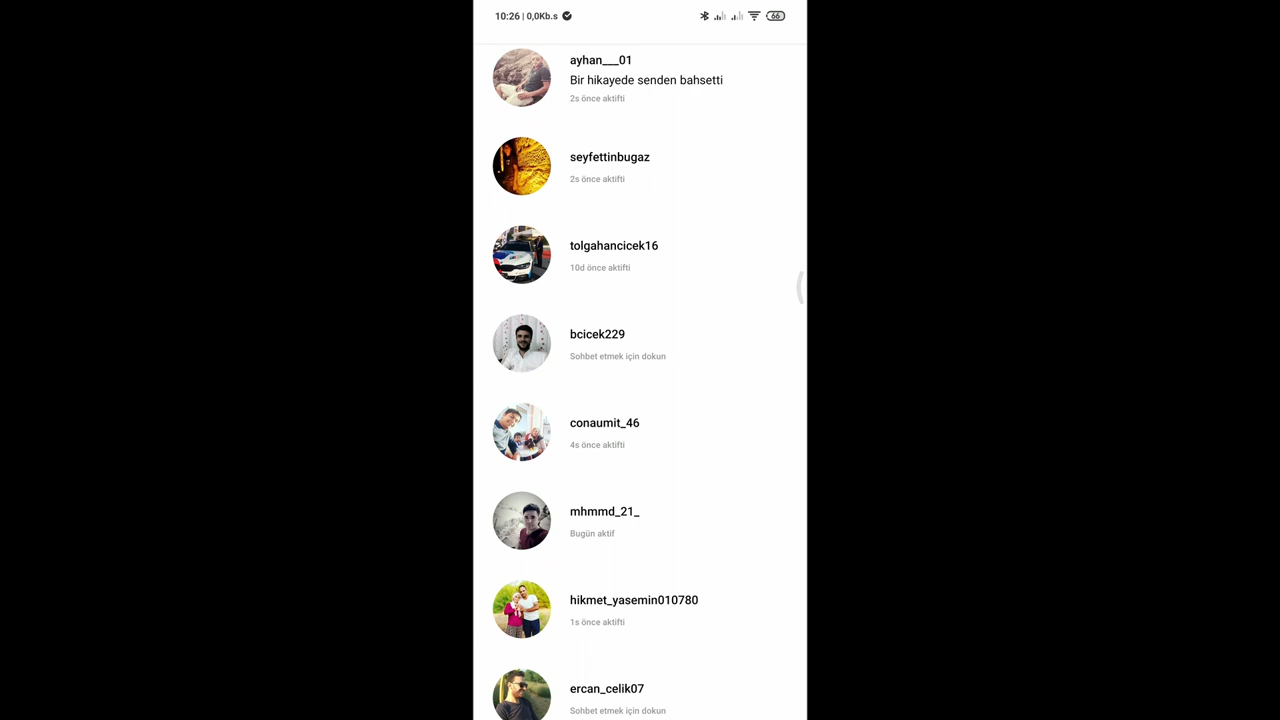 10:26 | 0,0Kb.s
66
ayhan___01
Bir hikayede senden bahsetti
2s önce aktifti
seyfettinbugaz
2s önce aktifti
tolgahancicek16
10d önce aktifti
bcicek229
Sohbet etmek için dokun
conaumit_46
4s önce aktifti
mhmmd_21_
Bugün aktif
hikmet_yasemin010780
1s önce aktifti
ercan_celik07
Sohbet etmek için dokun